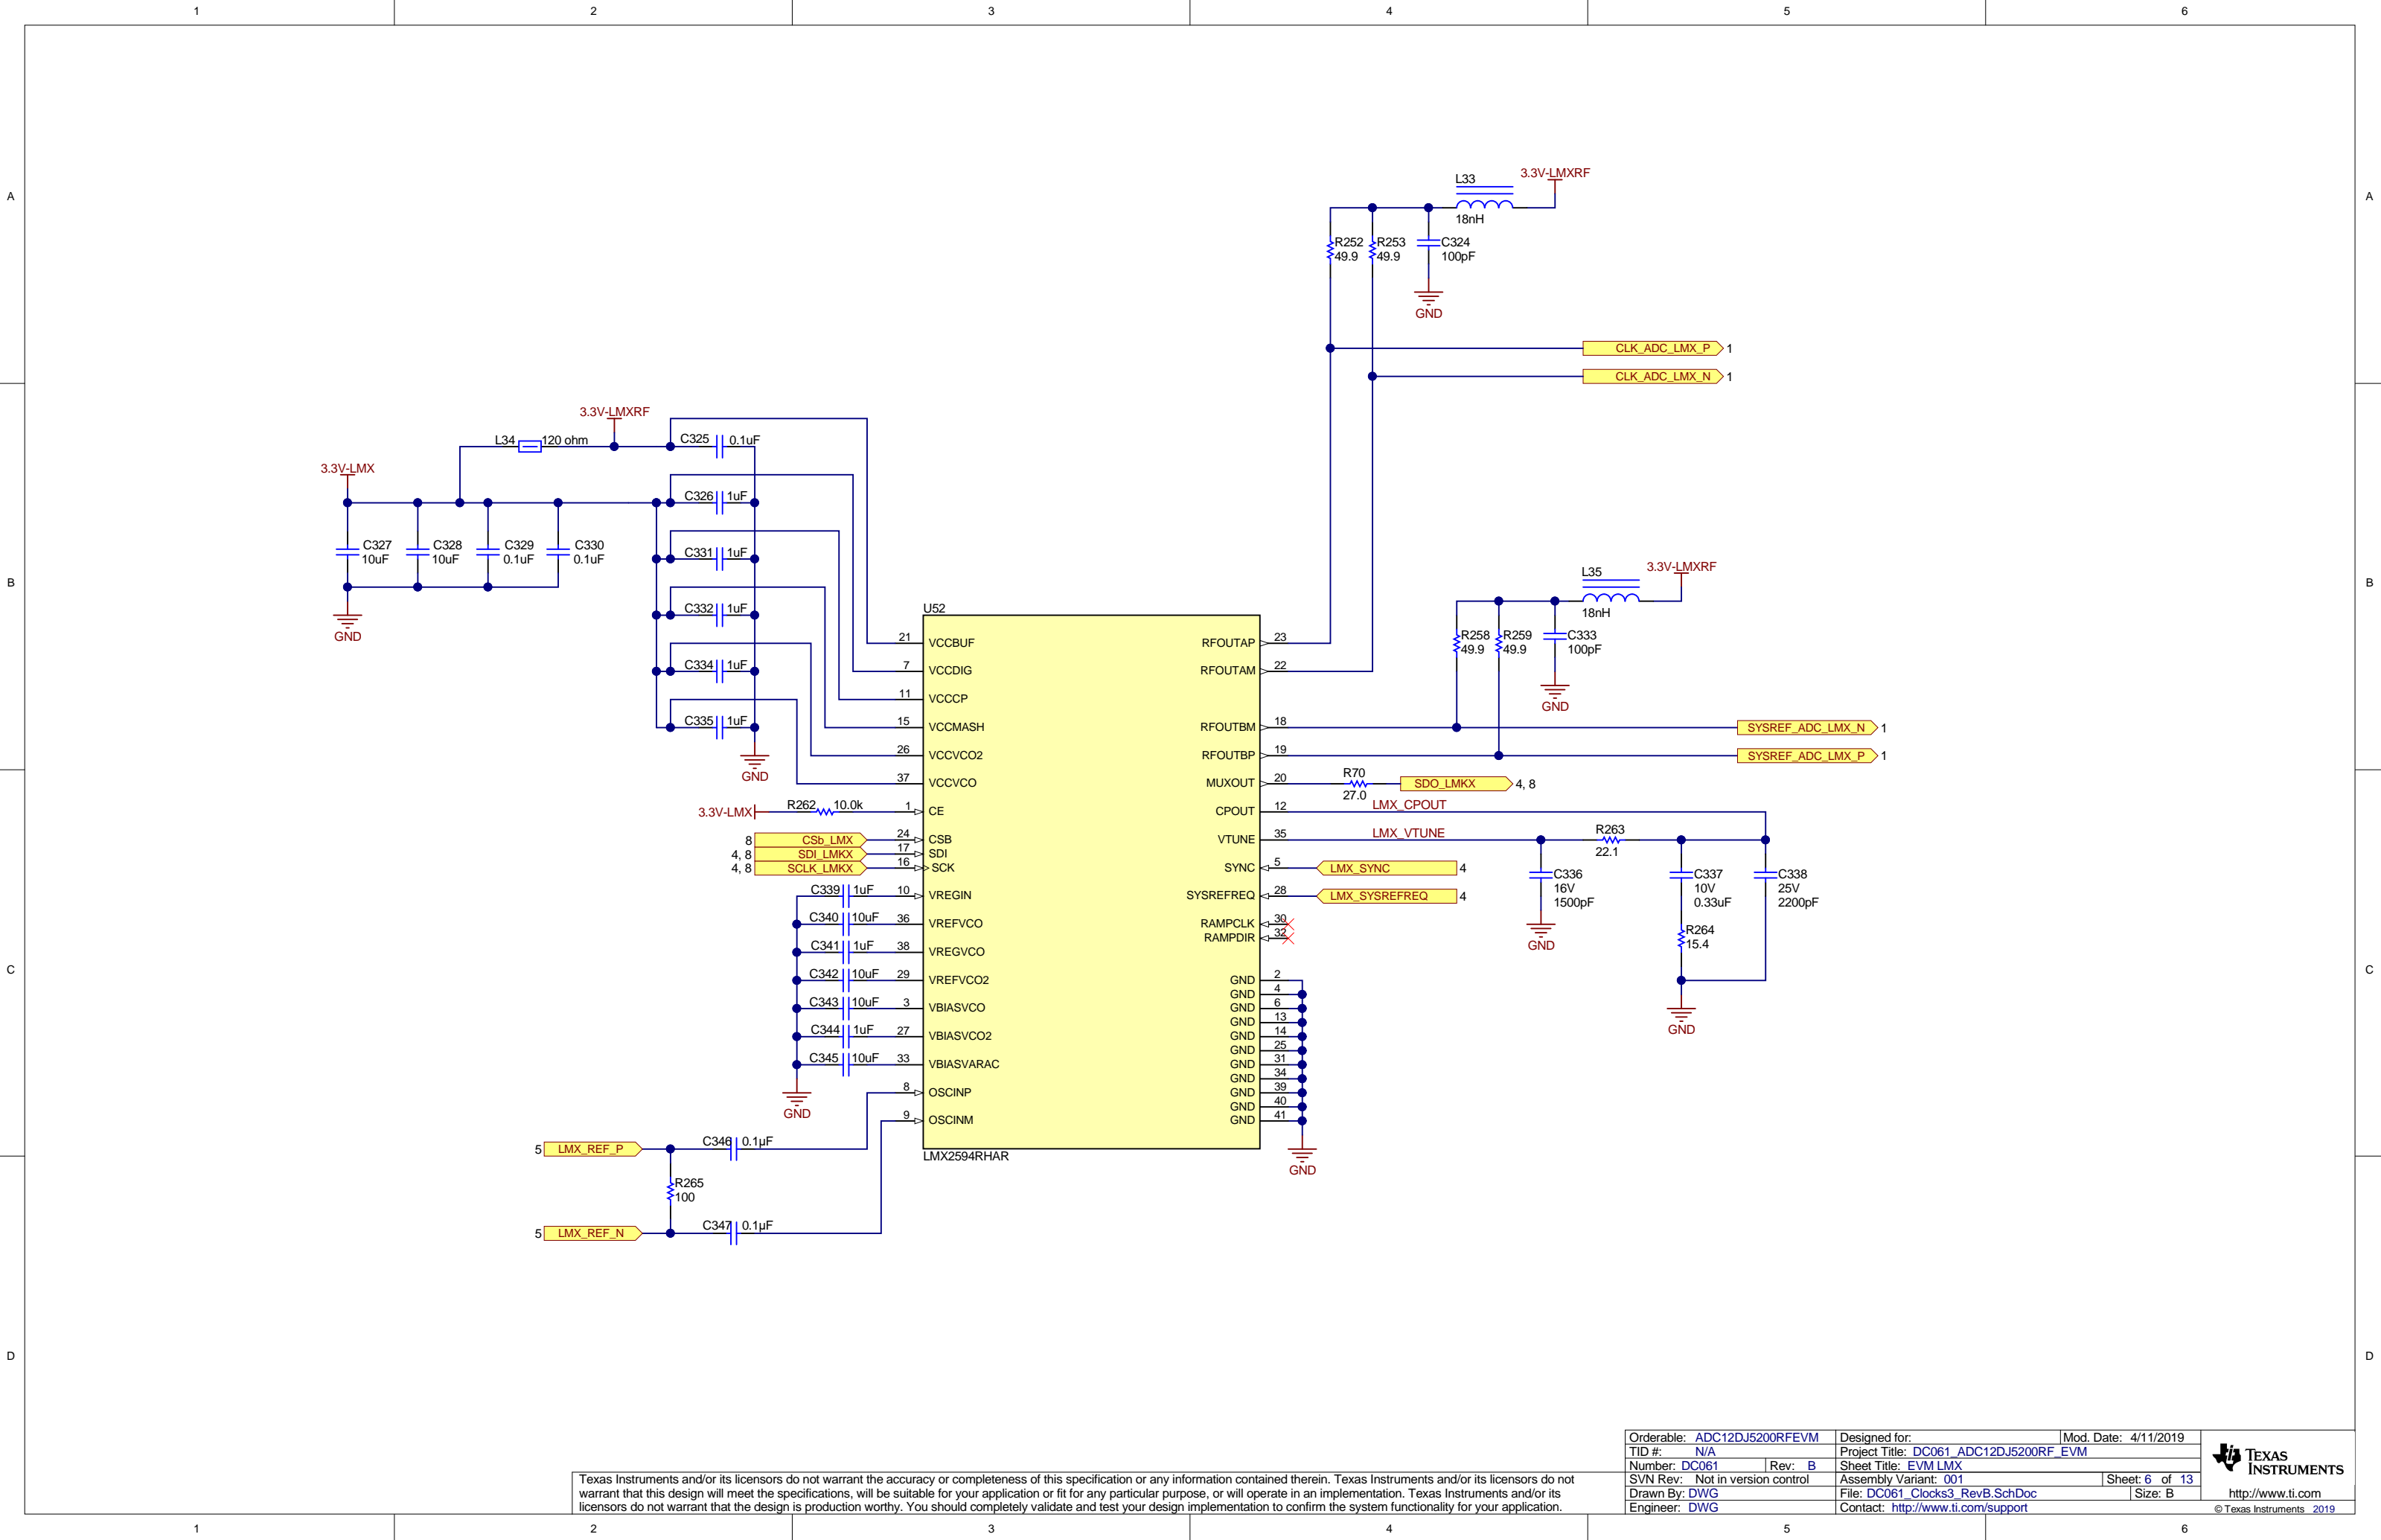 1 2 3 4 5 6
A A
L33 3.3V-LMXRF
18nH
R252 R253 C324
49.9 49.9 100pF
GND
CLK_ADC_LMX_P 1
CLK_ADC_LMX_N 1
3.3V-LMXRF
L34 120 ohm C325 0.1uF
3.3V-LMX
C326 1uF
C327 C328 C329 C330
10uF 10uF 0.1uF 0.1uF
C331 1uF
B B
L35 3.3V-LMXRF
18nH
C332 1uF
GND
R258 R259 C333
49.9 49.9 100pF
GND
C334 1uF
C335 1uF
GND
U52
21 VCCBUF RFOUTAP 23
7 VCCDIG RFOUTAM 22
11 VCCCP
15 VCCMASH RFOUTBM 18 SYSREF_ADC_LMX_N 1
26 VCCVCO2 RFOUTBP 19 SYSREF_ADC_LMX_P 1
37 VCCVCO MUXOUT 20 R70 27.0 SDO_LMKX 4, 8
3.3V-LMX R262 10.0k 1 CE CPOUT 12 LMX_CPOUT
8 CSb_LMX 24 CSB VTUNE 35 LMX_VTUNE R263
22.1
4, 8 SDI_LMKX 17 SDI
4, 8 SCLK_LMKX 16 SCK SYNC 5 LMX_SYNC 4
C339 1uF 10 VREGIN SYSREFREQ 28 LMX_SYSREFREQ 4
C336 C337 C338
16V 10V 25V
1500pF 0.33uF 2200pF
C340 10uF 36 VREFVCO RAMPCLK 30
RAMPDIR 32
R264
15.4
GND
C341 1uF 38 VREGVCO
C C
C342 10uF 29 VREFVCO2 GND 2
GND 4
C343 10uF 3 VBIASVCO GND 6
GND 13
GND
C344 1uF 27 VBIASVCO2 GND 14
GND 25
C345 10uF 33 VBIASVARAC GND 31
GND 34
GND
8 OSCINP GND 39
GND 40
9 OSCINM GND 41
GND
LMX2594RHAR
5 LMX_REF_P C346 0.1µF
R265
100
5 LMX_REF_N C347 0.1µF
D D
Orderable: ADC12DJ5200RFEVM Designed for: Mod. Date: 4/11/2019
TID #: N/A Project Title: DC061_ADC12DJ5200RF_EVM
Number: DC061 Rev: B Sheet Title: EVM LMX
SVN Rev: Not in version control Assembly Variant: 001 Sheet: 6 of 13
Drawn By: DWG File: DC061_Clocks3_RevB.SchDoc Size: B
Engineer: DWG Contact: http://www.ti.com/support
TEXAS
INSTRUMENTS
http://www.ti.com
© Texas Instruments 2019
Texas Instruments and/or its licensors do not warrant the accuracy or completeness of this specification or any information contained therein. Texas Instruments and/or its licensors do not
warrant that this design will meet the specifications, will be suitable for your application or fit for any particular purpose, or will operate in an implementation. Texas Instruments and/or its
licensors do not warrant that the design is production worthy. You should completely validate and test your design implementation to confirm the system functionality for your application.
1 2 3 4 5 6